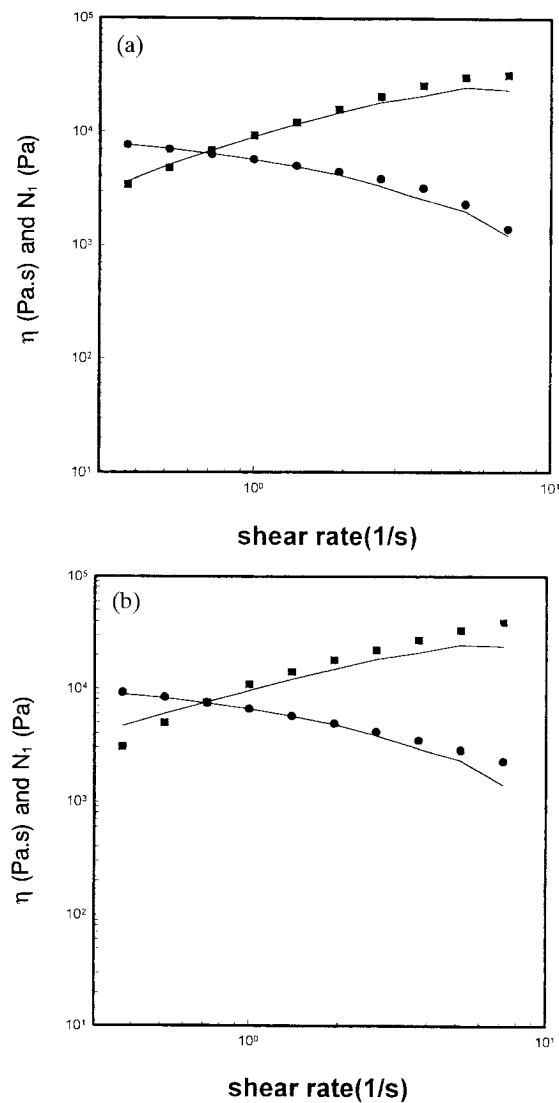 (a)
10⁵
10⁴
10³
10²
10¹
η (Pa.s) and N₁ (Pa)
10⁰
10¹
shear rate(1/s)
(b)
10⁵
10⁴
10³
10²
10¹
η (Pa.s) and N₁ (Pa)
10⁰
10¹
shear rate(1/s)